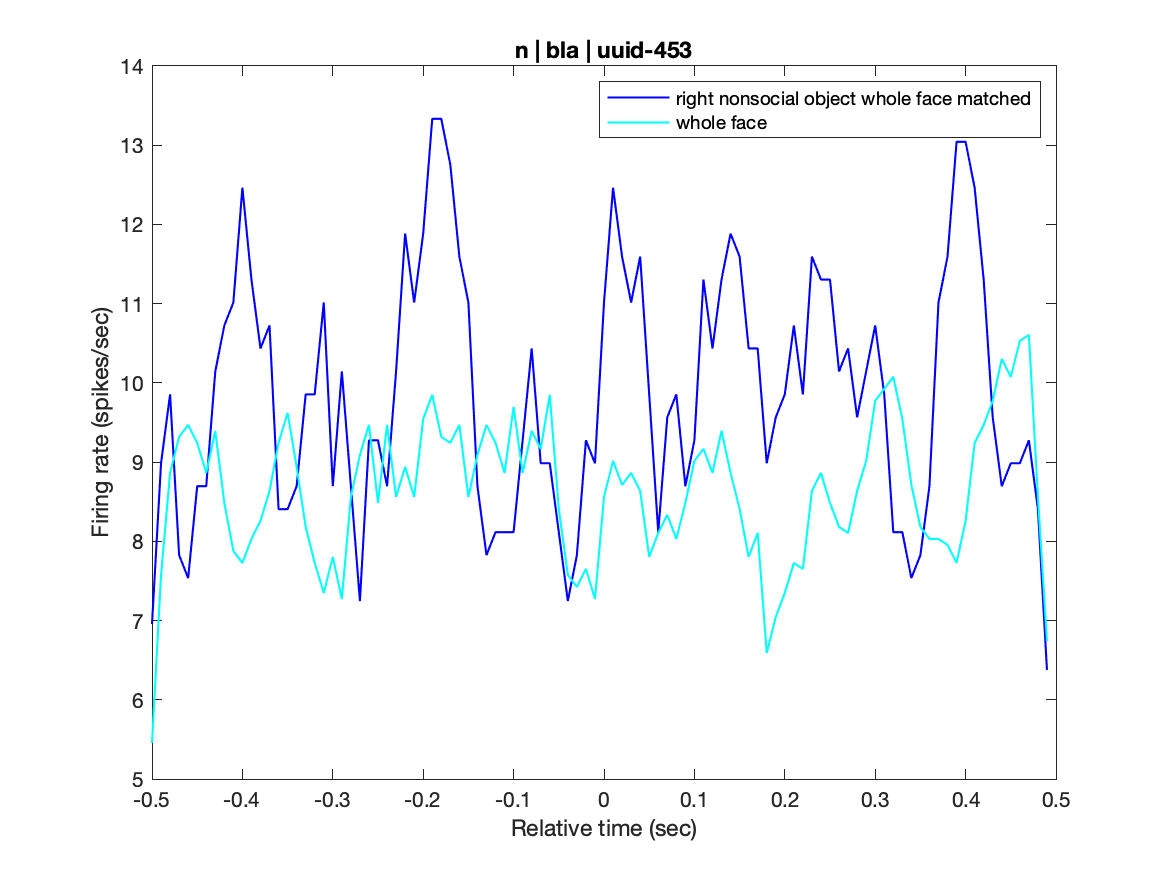 n | bla | uuid-453
right nonsocial object whole face matched
whole face
14
13
12
11
10
9
8
7
6
5
Firing rate (spikes/sec)
-0.5 -0.4 -0.3 -0.2 -0.1 0 0.1 0.2 0.3 0.4 0.5
Relative time (sec)